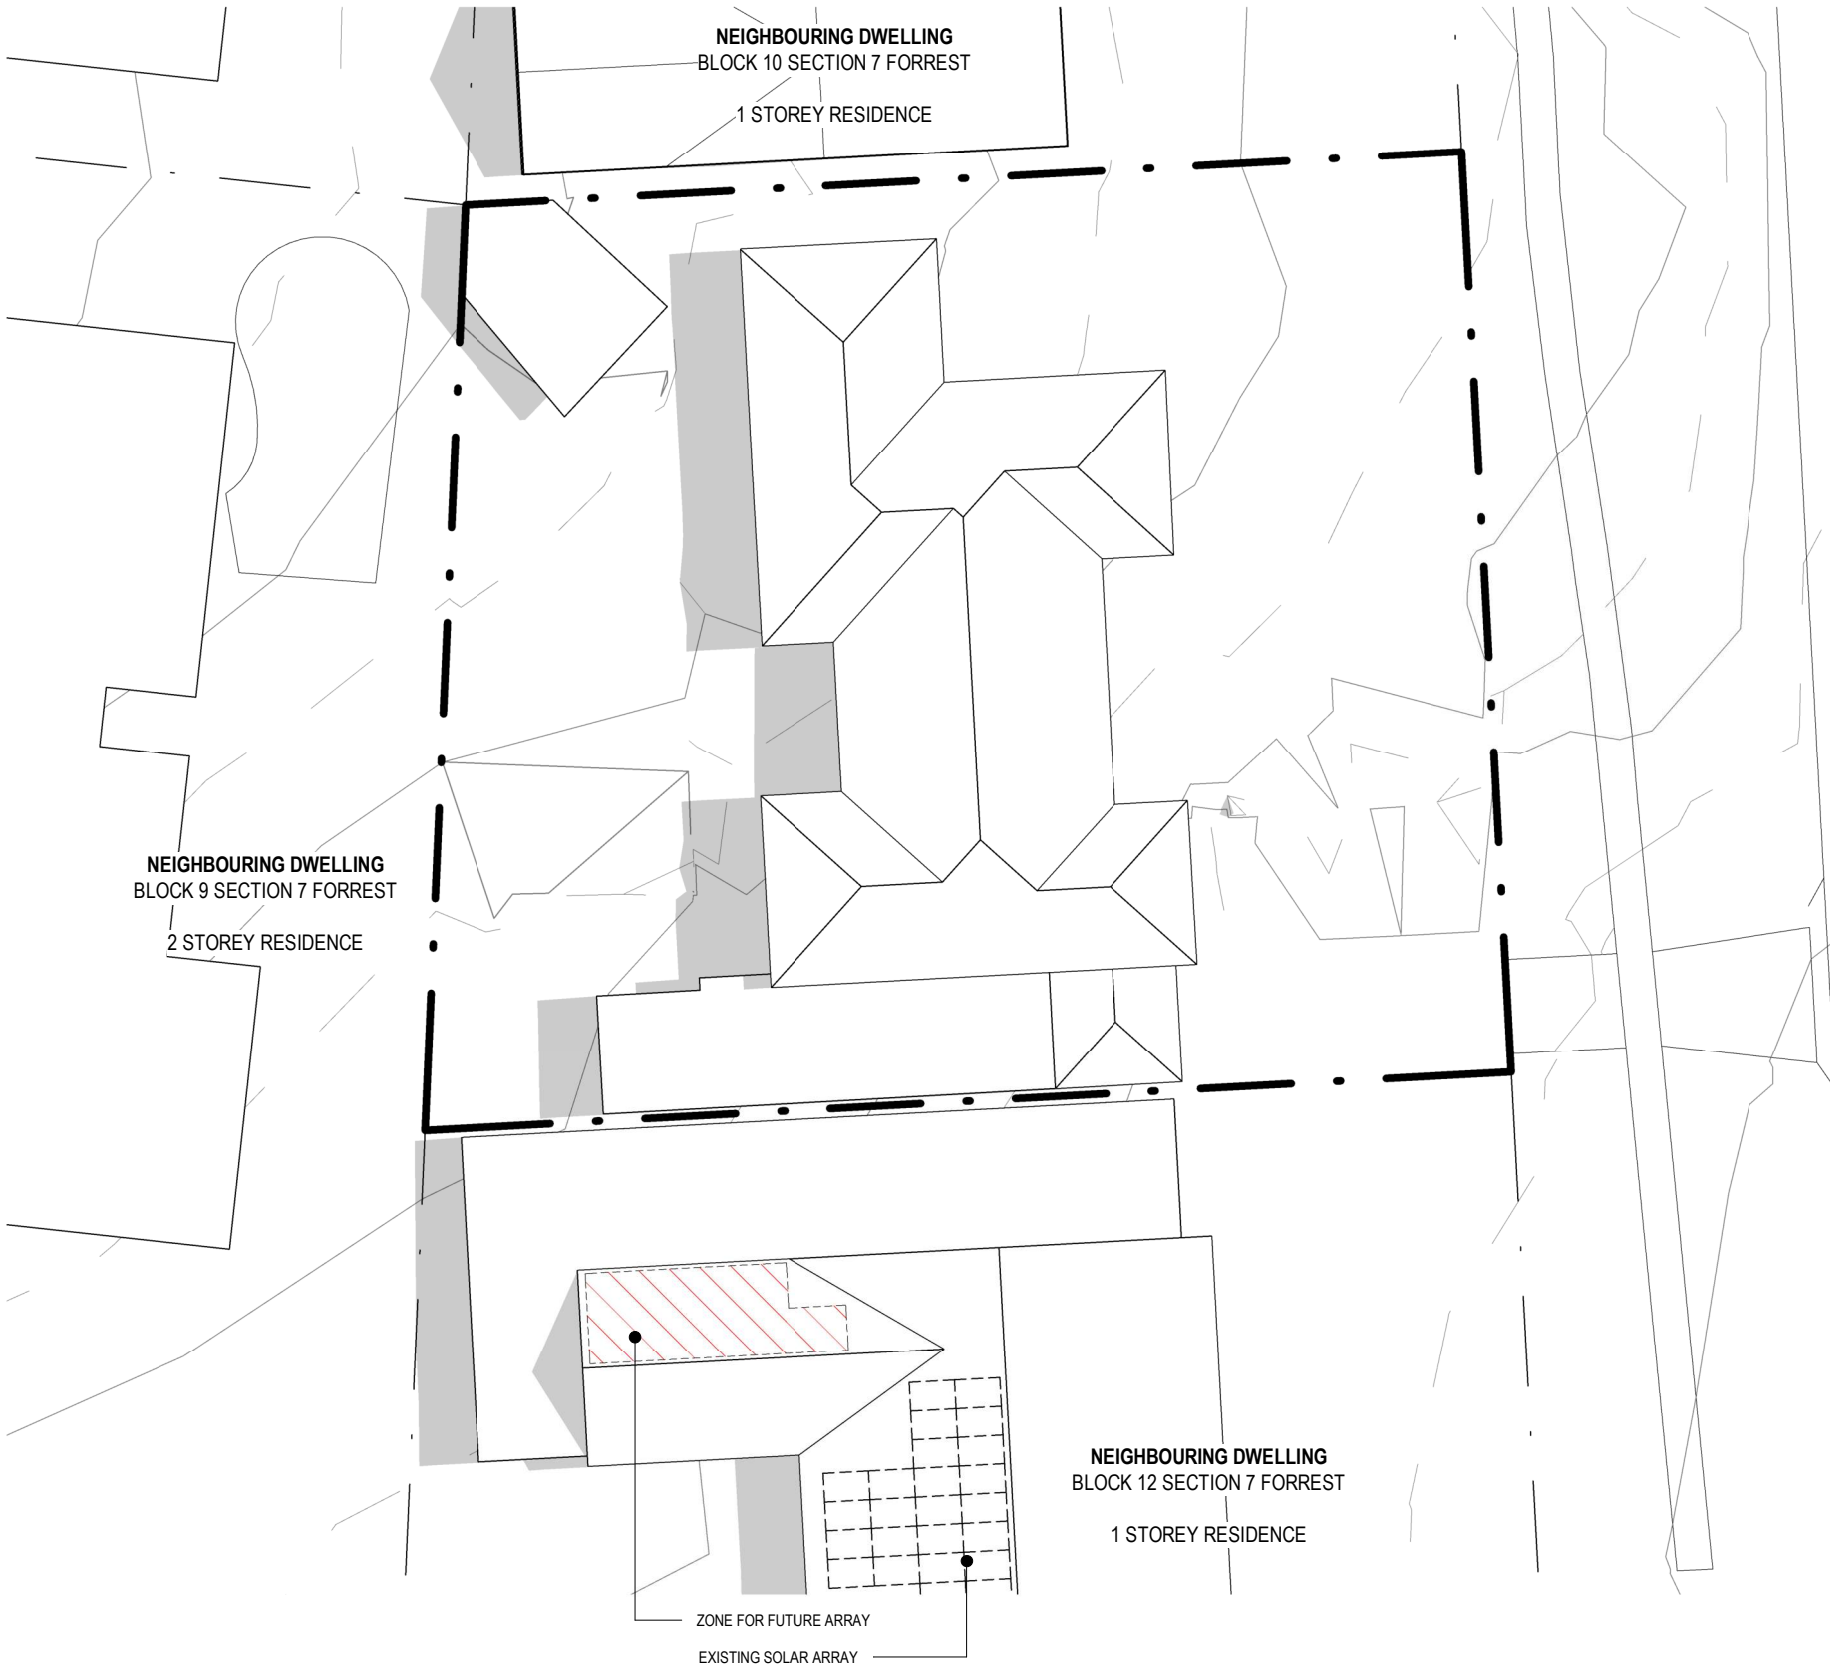 NEIGHBOURING DWELLING
BLOCK 10 SECTION 7 FORREST
1 STOREY RESIDENCE
NEIGHBOURING DWELLING
BLOCK 9 SECTION 7 FORREST
2 STOREY RESIDENCE
NEIGHBOURING DWELLING
BLOCK 12 SECTION 7 FORREST
1 STOREY RESIDENCE
ZONE FOR FUTURE ARRAY
EXISTING SOLAR ARRAY